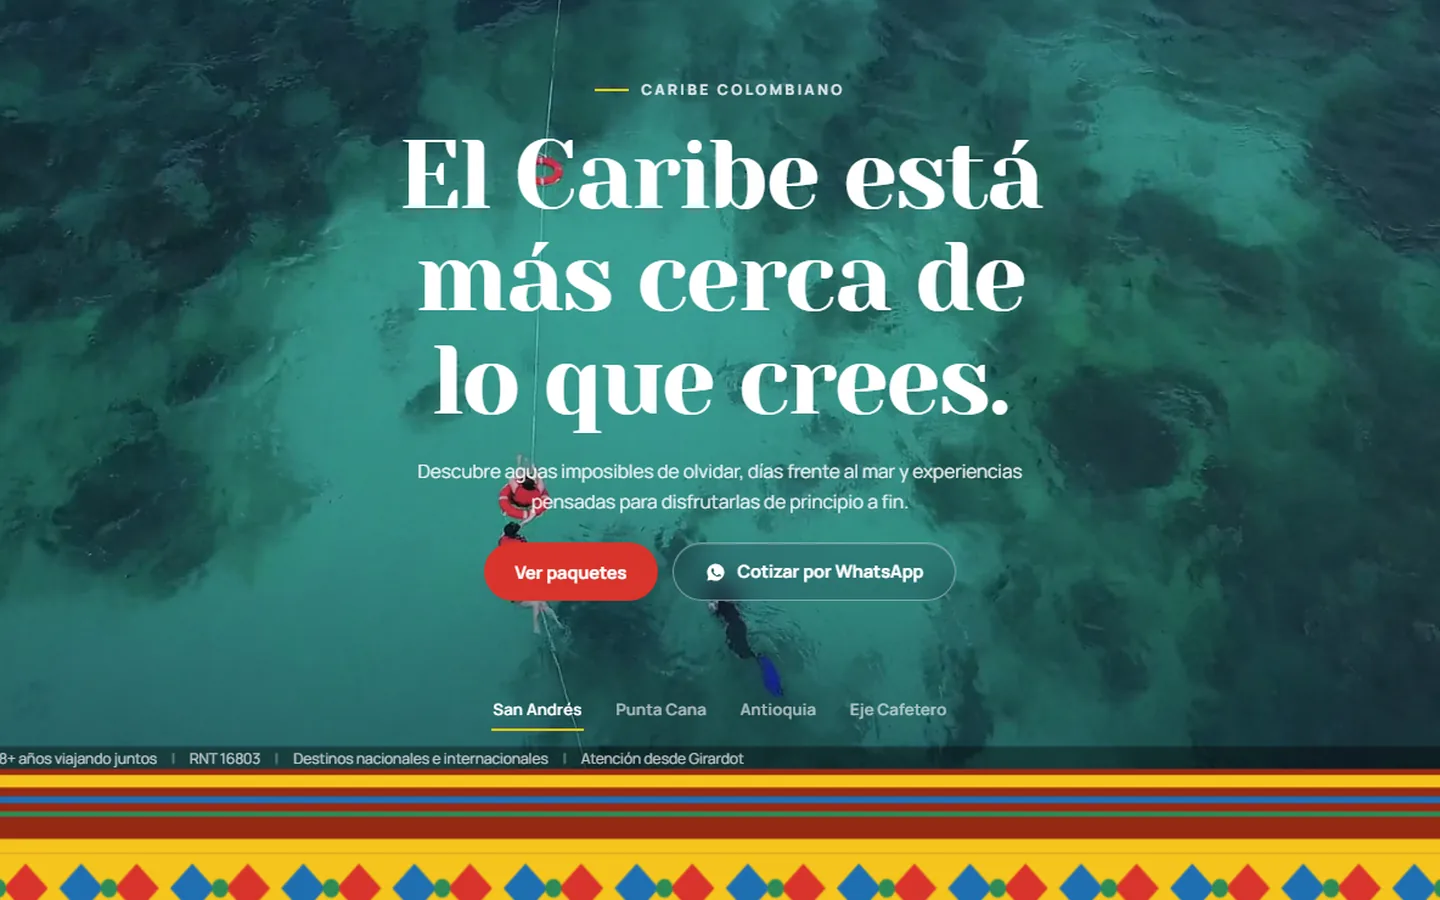 CARIBE COLOMBIANO
El Caribe está
más cerca de
lo que crees.
Descubre aguas imposibles de olvidar, días frente al mar y experiencias
pensadas para disfrutarlas de principio a fin.
Ver paquetes
Cotizar por WhatsApp
San Andrés Punta Cana Antioquia Eje Cafetero
8+ años viajando juntos | RNT 16803 | Destinos nacionales e internacionales | Atención desde Girardot